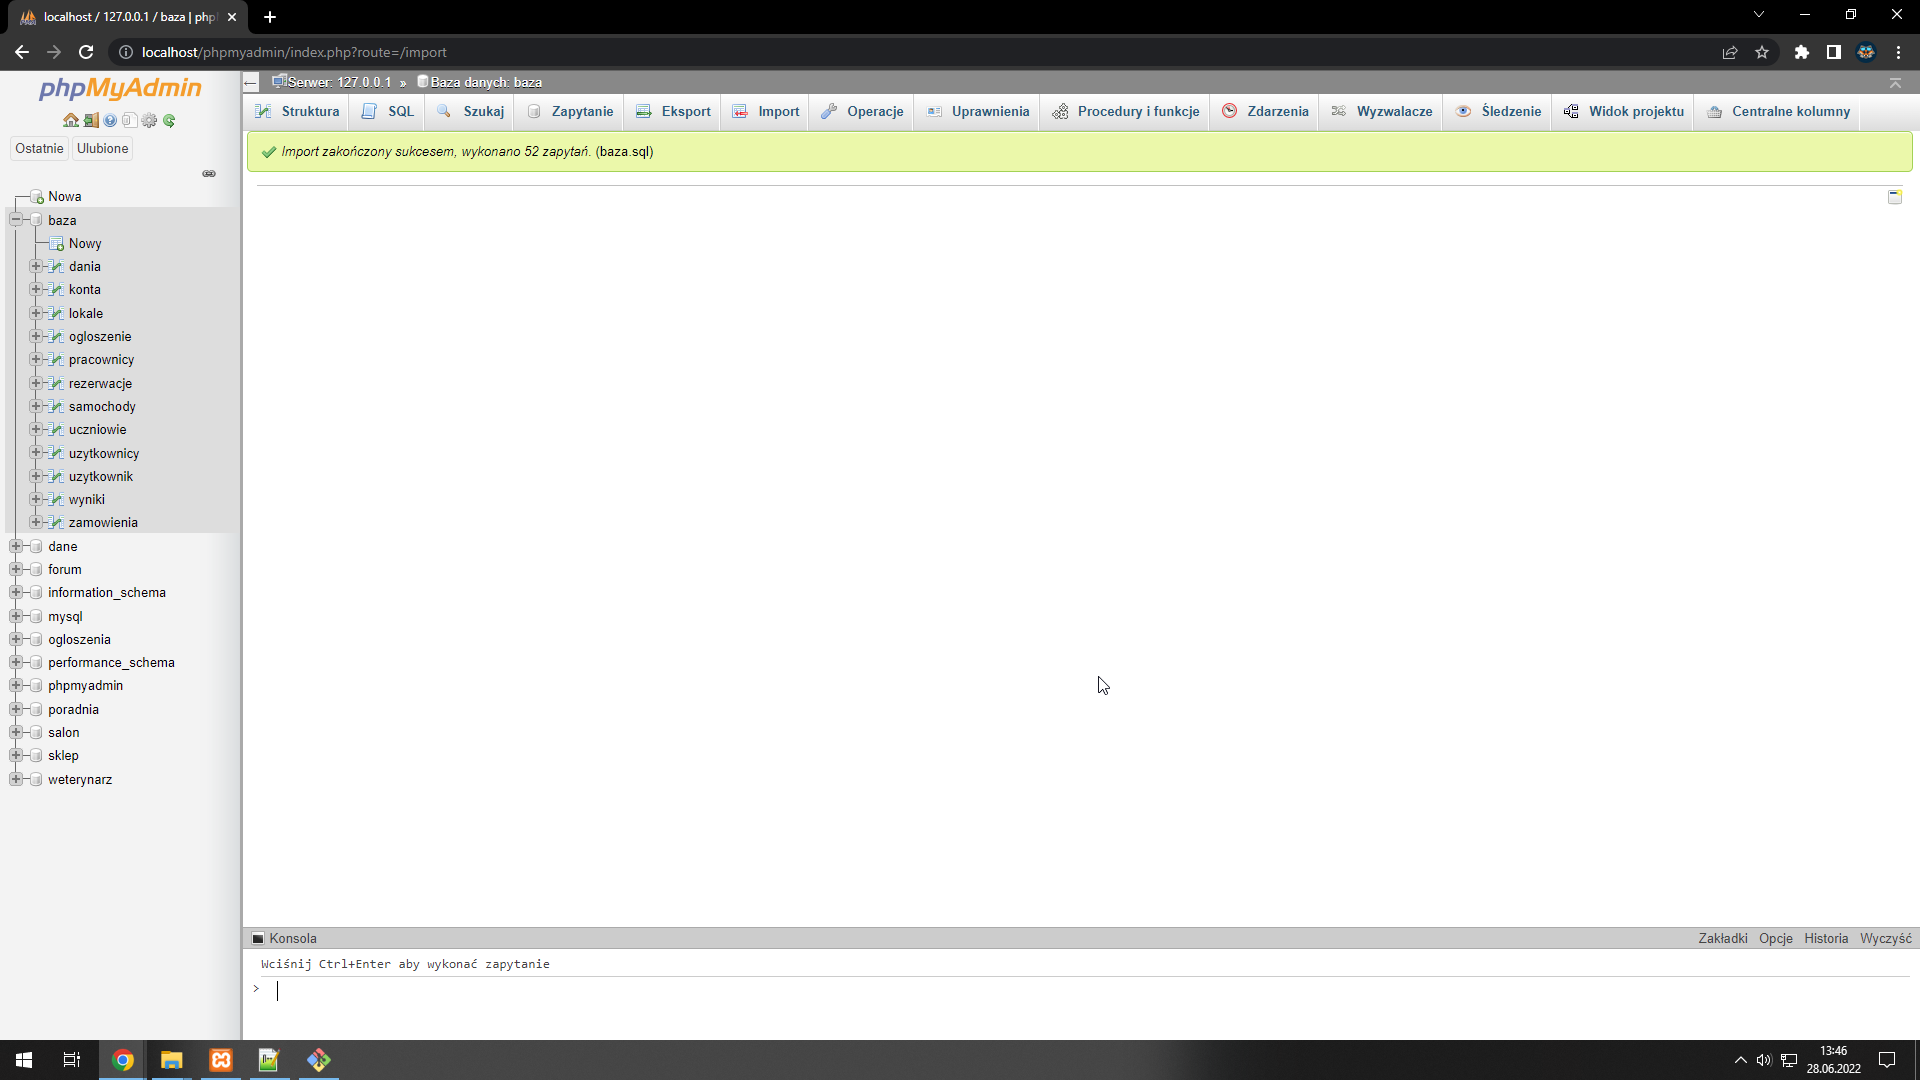 localhost / 127.0.0.1 / baza | php
localhost/phpmyadmin/index.php?route=/import
phpMyAdmin
Ostatnie Ulubione
Nowa
baza
Nowy
dania
konta
lokale
ogloszenie
pracownicy
rezerwacje
samochody
uczniowie
uzytkownicy
uzytkownik
wyniki
zamowienia
dane
forum
information_schema
mysql
ogloszenia
performance_schema
phpmyadmin
poradnia
salon
sklep
weterynarz
Serwer: 127.0.0.1 » Baza danych: baza
Struktura SQL Szukaj Zapytanie Eksport Import Operacje Uprawnienia Procedury i funkcje Zdarzenia Wyzwalacze Śledzenie Widok projektu Centralne kolumny
Import zakończony sukcesem, wykonano 52 zapytań. (baza.sql)
Konsola Zakładki Opcje Historia Wyczyść
Wciśnij Ctrl+Enter aby wykonać zapytanie
>
13:46
28.06.2022